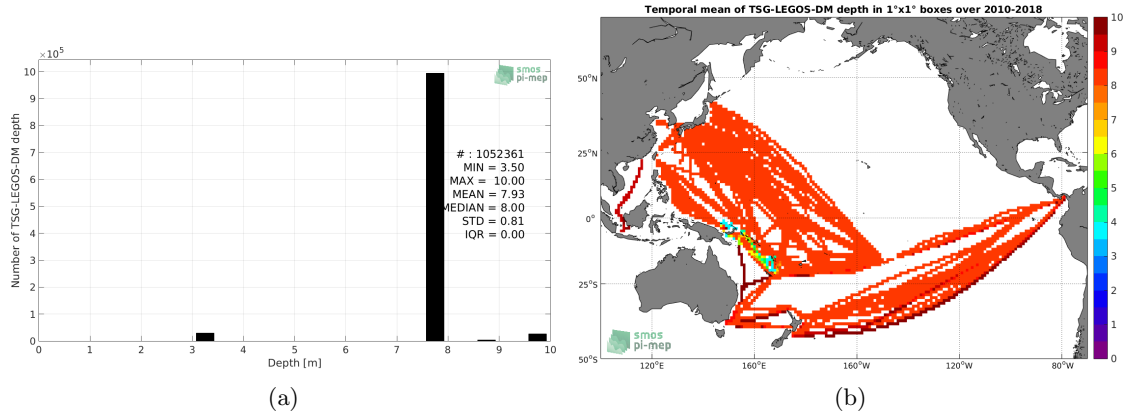 ×10⁵
10
9
8
7
6
5
4
3
2
1
0
Number of TSG-LEGOS-DM depth
smos
pi-mep
# : 1052361
MIN = 3.50
MAX = 10.00
MEAN = 7.93
MEDIAN = 8.00
STD = 0.81
IQR = 0.00
0 1 2 3 4 5 6 7 8 9 10
Depth [m]
(a)
Temporal mean of TSG-LEGOS-DM depth in 1°x1° boxes over 2010-2018
50°N
25°N
0°
25°S
50°S
smos
pi-mep
120°E 160°E 160°W 120°W 80°W
10
9
8
7
6
5
4
3
2
1
0
(b)